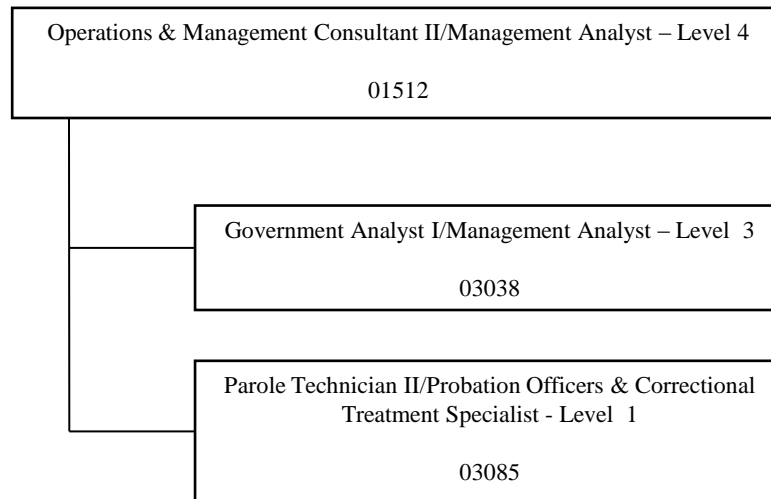 Operations & Management Consultant II/Management Analyst – Level 4
01512
Government Analyst I/Management Analyst – Level 3
03038
Parole Technician II/Probation Officers & Correctional
Treatment Specialist - Level 1
03085